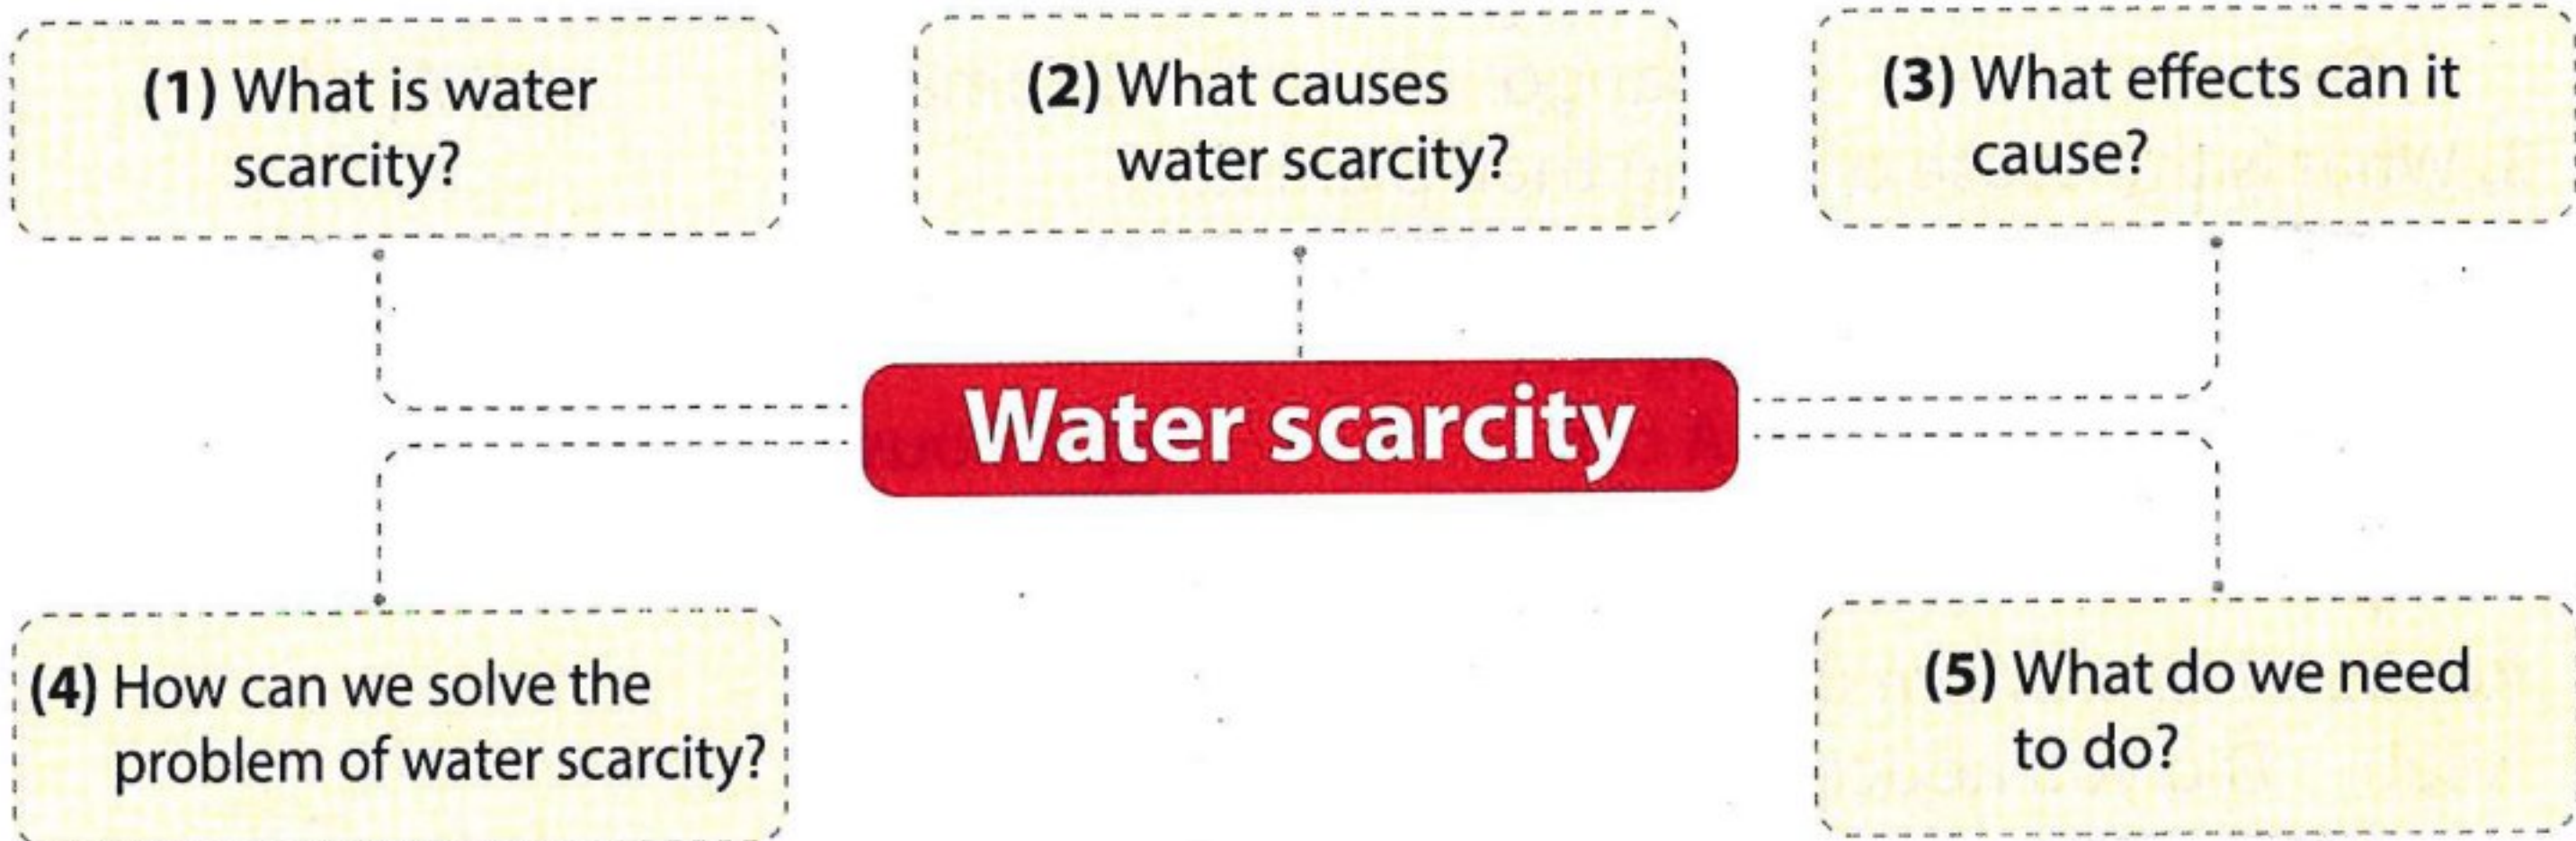 (1) What is water
scarcity?
(2) What causes
water scarcity?
(3) What effects can it
cause?
Water scarcity
(4) How can we solve the
problem of water scarcity?
(5) What do we need
to do?